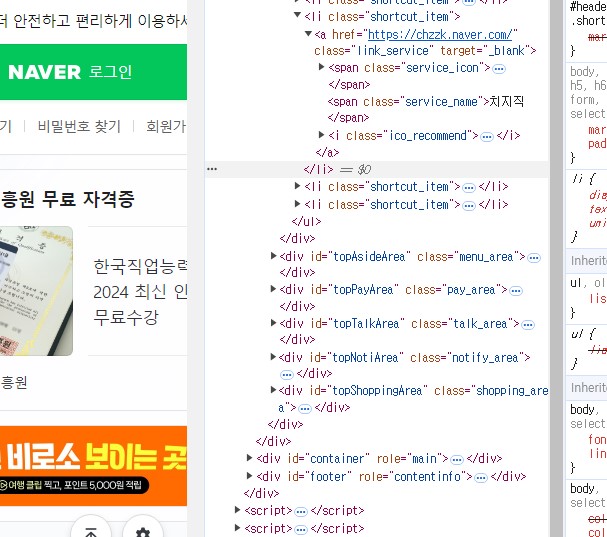 더 안전하고 편리하게 이용하세
NAVER 로그인
기 비밀번호 찾기 회원가
흥원 무료 자격증
한국직업능력
2024 최신 인
무료수강
흥원
바로소 보이는 곳
여행 클립 찍고, 포인트 5,000원 적립
<li class="shortcut_item">…</li>
▼<li class="shortcut_item">
▼<a href="https://chzzk.naver.com/"
class="link_service" target="_blank">
▶<span class="service_icon">…
</span>
<span class="service_name">치지직
</span>
▶<i class="ico_recommend">…</i>
</a>
… </li> == $0
▶<li class="shortcut_item">…</li>
▶<li class="shortcut_item">…</li>
</ul>
</div>
▶<div id="topAsideArea" class="menu_area">…
</div>
▶<div id="topPayArea" class="pay_area">…
</div>
▶<div id="topTalkArea" class="talk_area">…
</div>
▶<div id="topNotiArea" class="notify_area">
…</div>
▶<div id="topShoppingArea" class="shopping_are
a">…</div>
</div>
</div>
▶<div id="container" role="main">…</div>
▶<div id="footer" role="contentinfo">…</div>
</div>
▶<script>…</script>
▶<script>…</script>
#heade
.short
mar
}
body,
h5, h6
form,
select
mar
pad
}
li {
dis
tex
uni
}
Inherite
ul, ol
lis
}
ul {
lis
}
Inherite
body,
select
fon
lin
}
body,
select
col